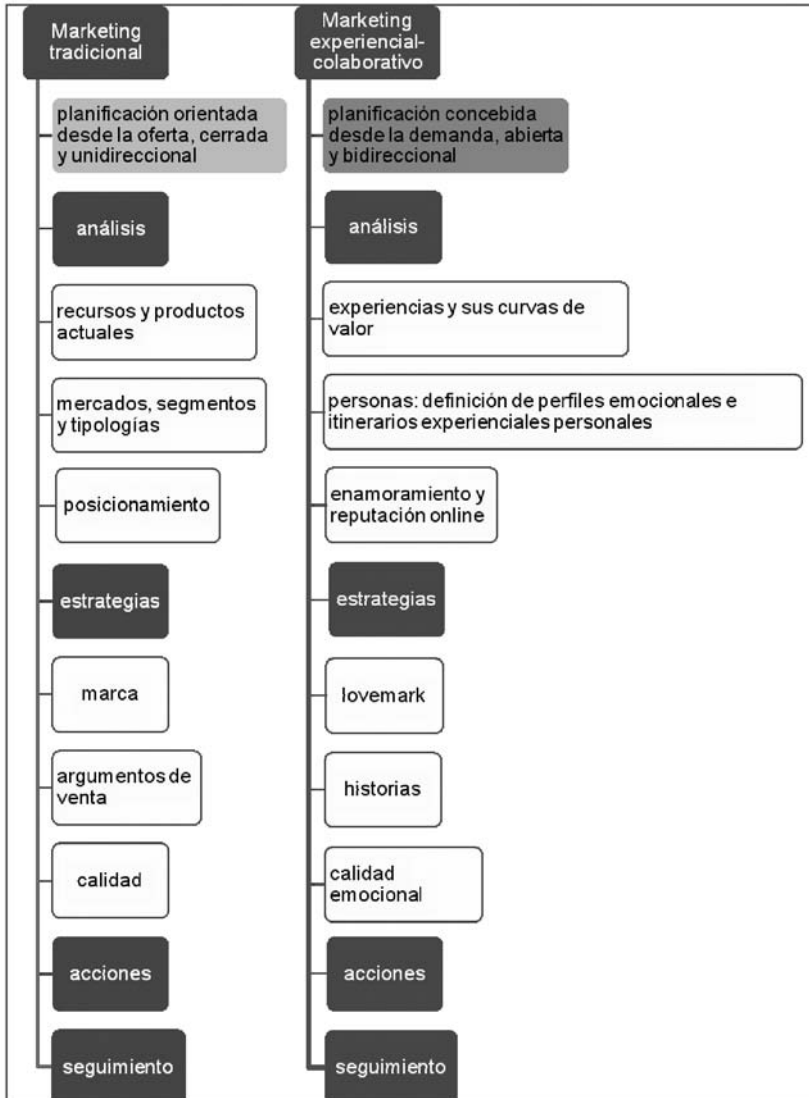 Marketing
tradicional
planificación orientada
desde la oferta, cerrada
y unidireccional
análisis
recursos y productos
actuales
mercados, segmentos
y tipologías
posicionamiento
estrategias
marca
argumentos de
venta
calidad
acciones
seguimiento
Marketing
experiencial-
colaborativo
planificación concebida
desde la demanda, abierta
y bidireccional
análisis
experiencias y sus curvas de
valor
personas: definición de perfiles emocionales e
itinerarios experienciales personales
enamoramiento y
reputación online
estrategias
lovemark
historias
calidad
emocional
acciones
seguimiento